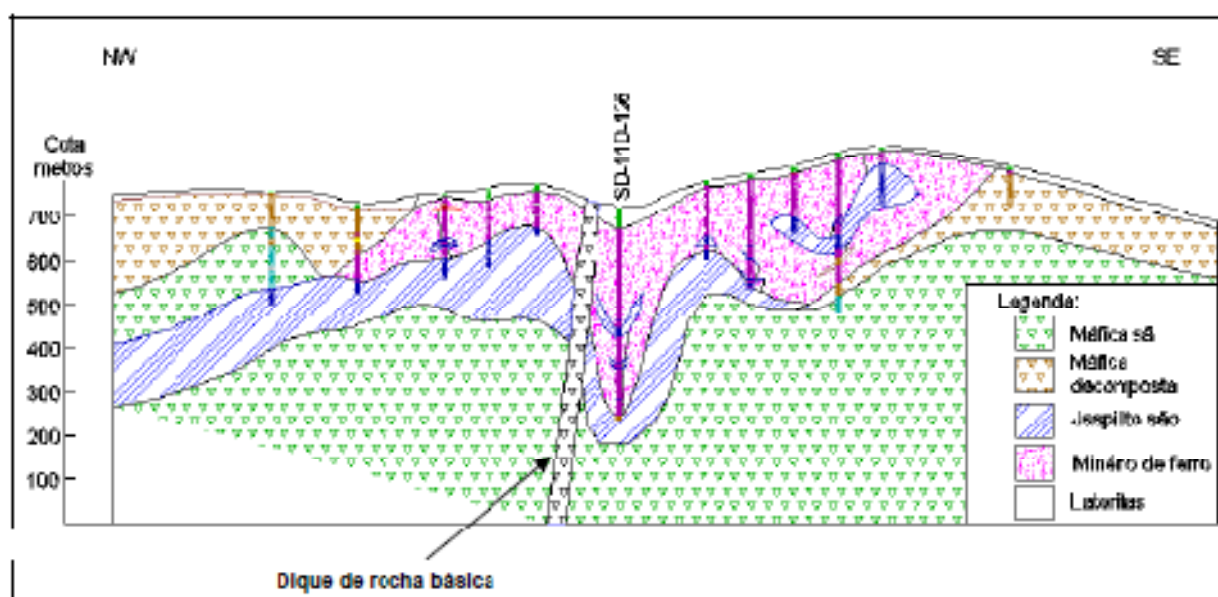 NW
SE
Cota
metros
SD-11D-126
700
600
500
400
300
200
100
Legenda:
Máfica sã
Máfica
decomposta
Jaspilito são
Minério de ferro
Lateritas
Dique de rocha básica